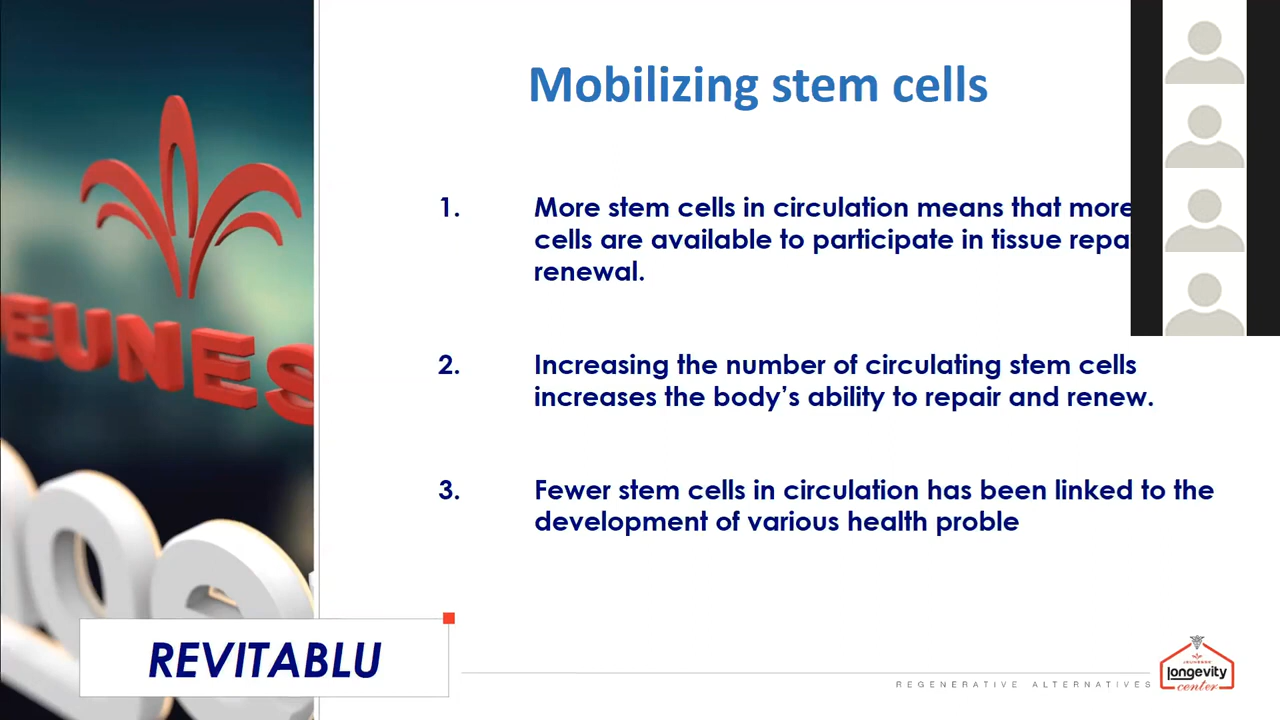 Mobilizing stem cells
1. More stem cells in circulation means that more
cells are available to participate in tissue repa
renewal.
2. Increasing the number of circulating stem cells
increases the body's ability to repair and renew.
3. Fewer stem cells in circulation has been linked to the
development of various health proble
EUNES
REVITABLU
REGENERATIVE ALTERNATIVES
JEUNESSE
longevity
center